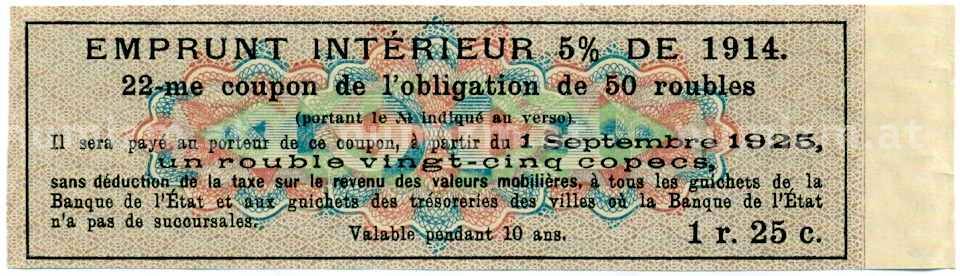 EMPRUNT INTÉRIEUR 5% DE 1914.
22-me coupon de l'obligation de 50 roubles
(portant le № indiqué au verso).
Il sera payé au porteur de ce coupon, à partir du 1 septembre 1925,
un rouble vingt-cinq copecs,
sans déduction de la taxe sur le revenu des valeurs mobilières, à tous les guichets de la
Banque de l'État et aux guichets des trésoreries des villes où la Banque de l'État
n'a pas de succoursales.
Valable pendant 10 ans. 1 r. 25 c.